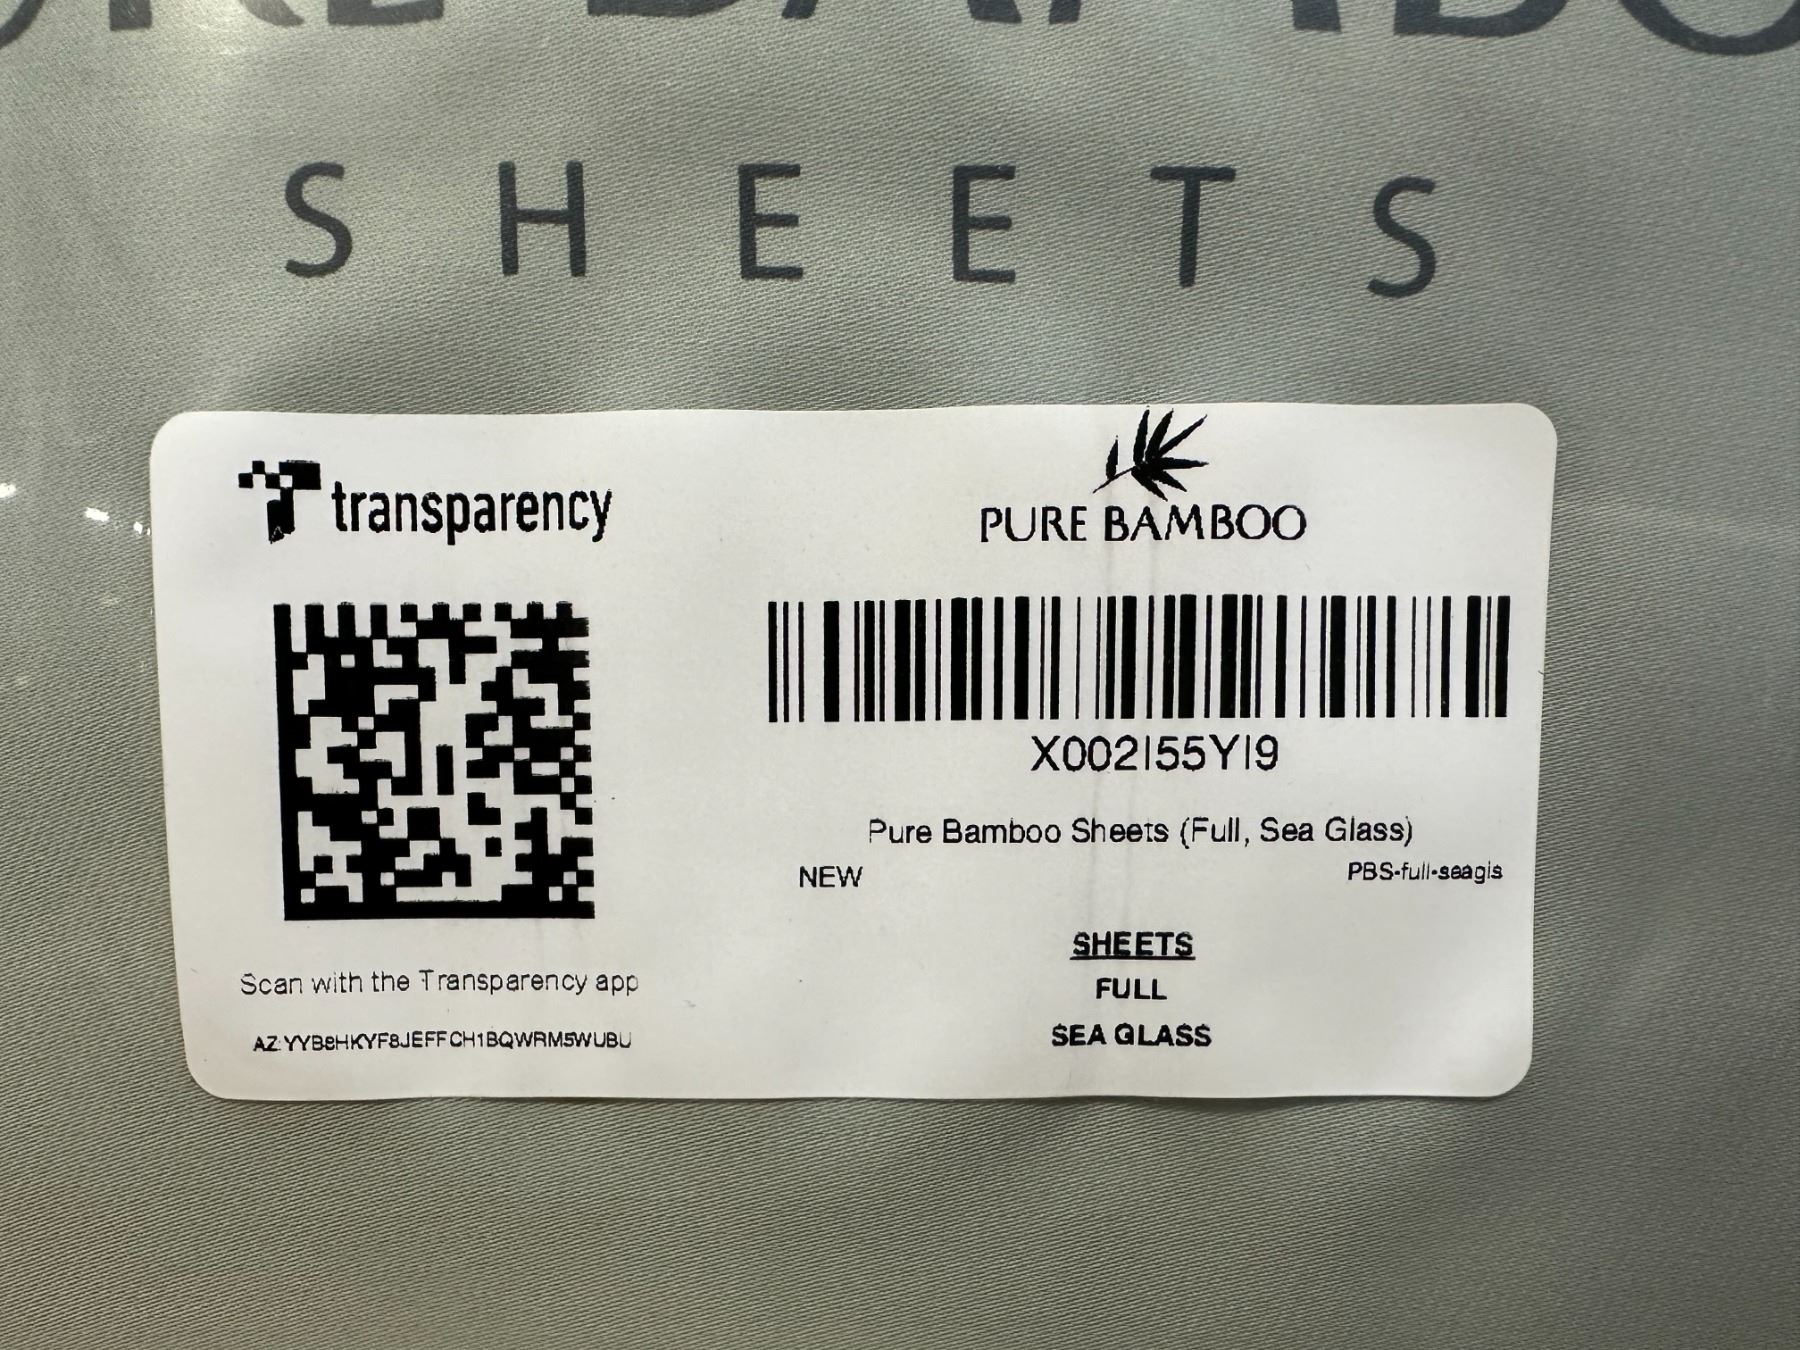 SHEETS
transparency
PURE BAMBOO
X002I55YI9
Pure Bamboo Sheets (Full, Sea Glass)
NEW
PBS-full-seagls
SHEETS
FULL
SEA GLASS
Scan with the Transparency app
AZ:YYB8HKYF8JEFFCH1BQWRM5WUBU